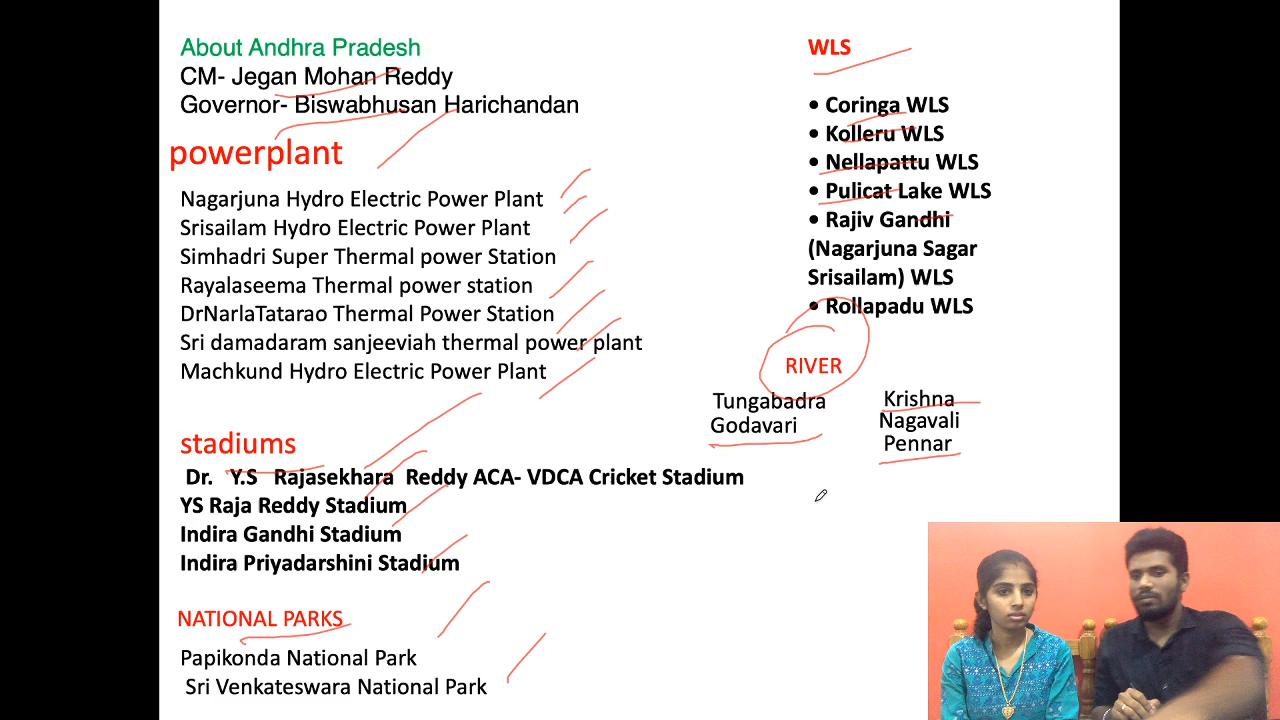 About Andhra Pradesh
CM- Jegan Mohan Reddy
Governor- Biswabhusan Harichandan
powerplant
Nagarjuna Hydro Electric Power Plant
Srisailam Hydro Electric Power Plant
Simhadri Super Thermal power Station
Rayalaseema Thermal power station
DrNarlaTatarao Thermal Power Station
Sri damadaram sanjeeviah thermal power plant
Machkund Hydro Electric Power Plant
stadiums
Dr. Y.S Rajasekhara Reddy ACA- VDCA Cricket Stadium
YS Raja Reddy Stadium
Indira Gandhi Stadium
Indira Priyadarshini Stadium
NATIONAL PARKS
Papikonda National Park
Sri Venkateswara National Park
WLS
• Coringa WLS
• Kolleru WLS
• Nellapattu WLS
• Pulicat Lake WLS
• Rajiv Gandhi
(Nagarjuna Sagar
Srisailam) WLS
• Rollapadu WLS
RIVER
Tungabadra
Godavari
Krishna
Nagavali
Pennar